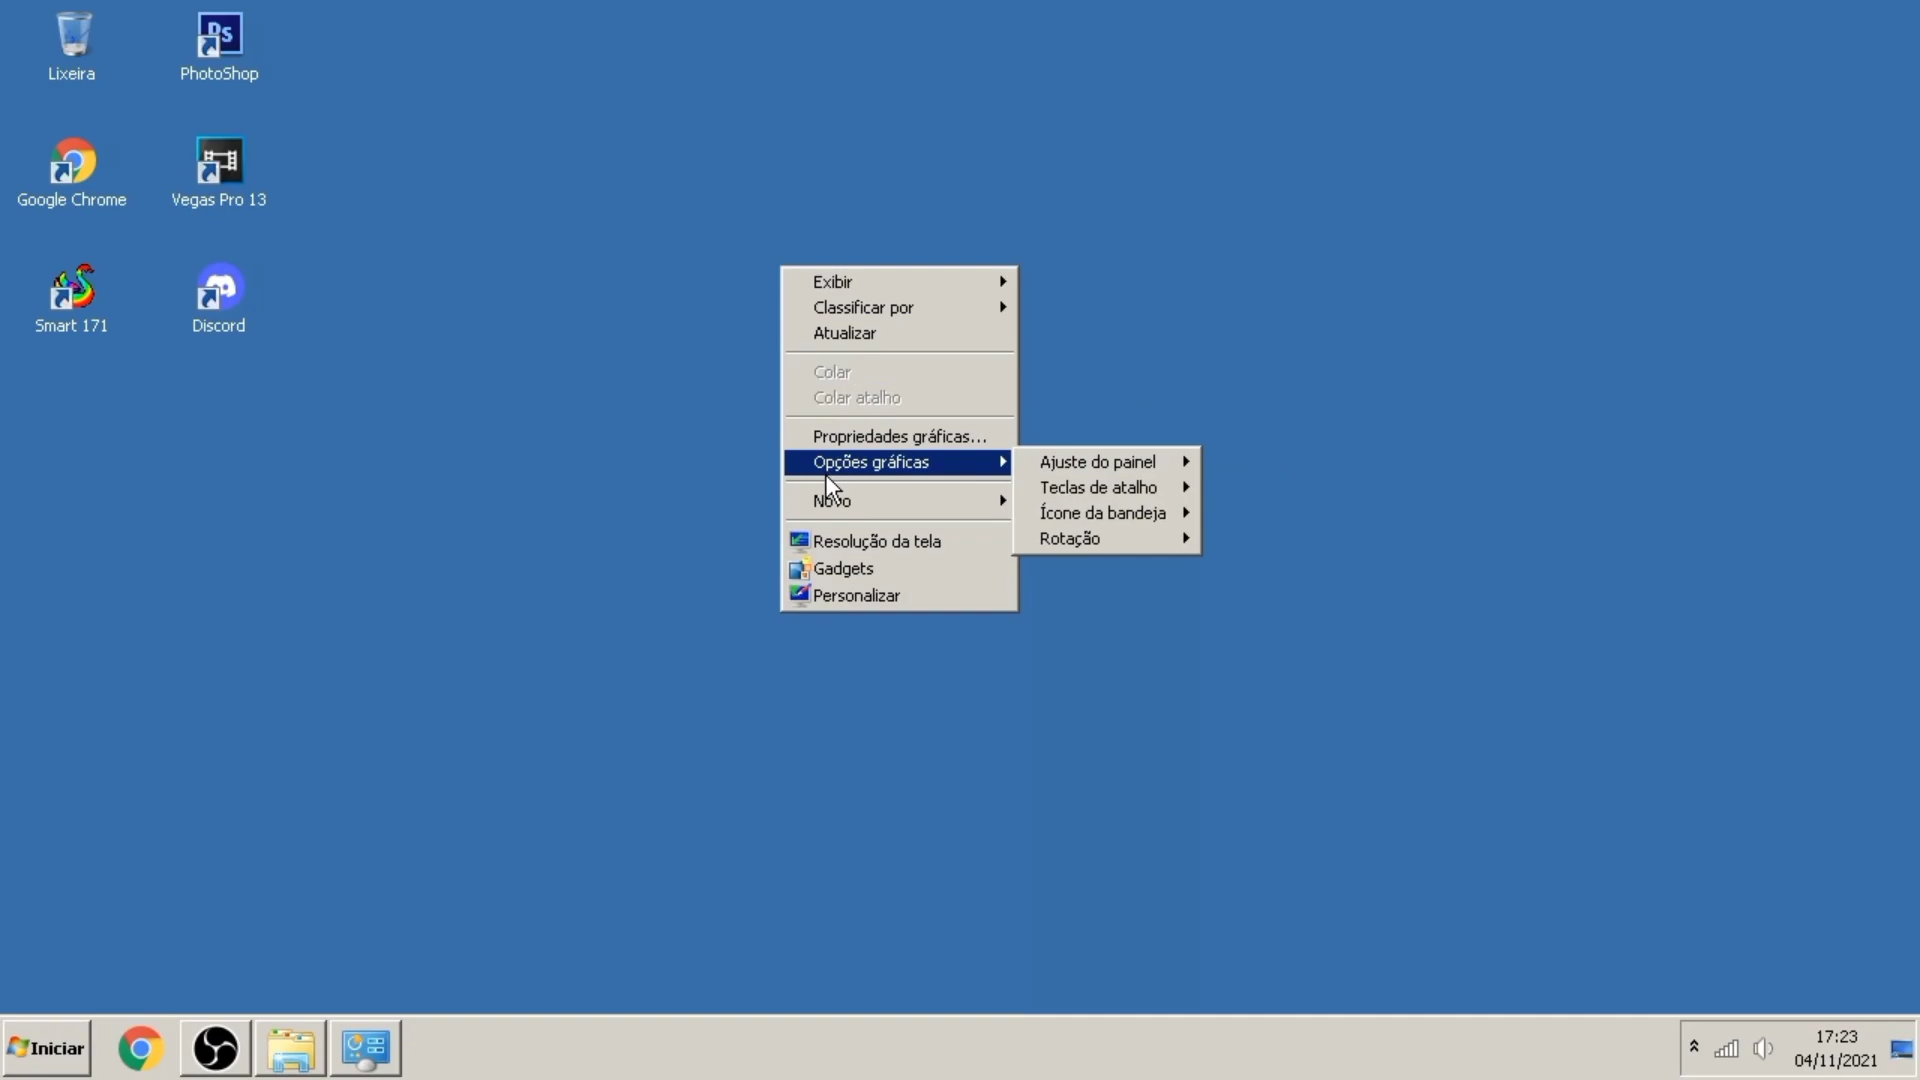 Lixeira
PhotoShop
Google Chrome
Vegas Pro 13
Smart 171
Discord
Exibir
Classificar por
Atualizar
Colar
Colar atalho
Propriedades gráficas...
Opções gráficas
Novo
Resolução da tela
Gadgets
Personalizar
Ajuste do painel
Teclas de atalho
Ícone da bandeja
Rotação
Iniciar
17:23
04/11/2021
Ps